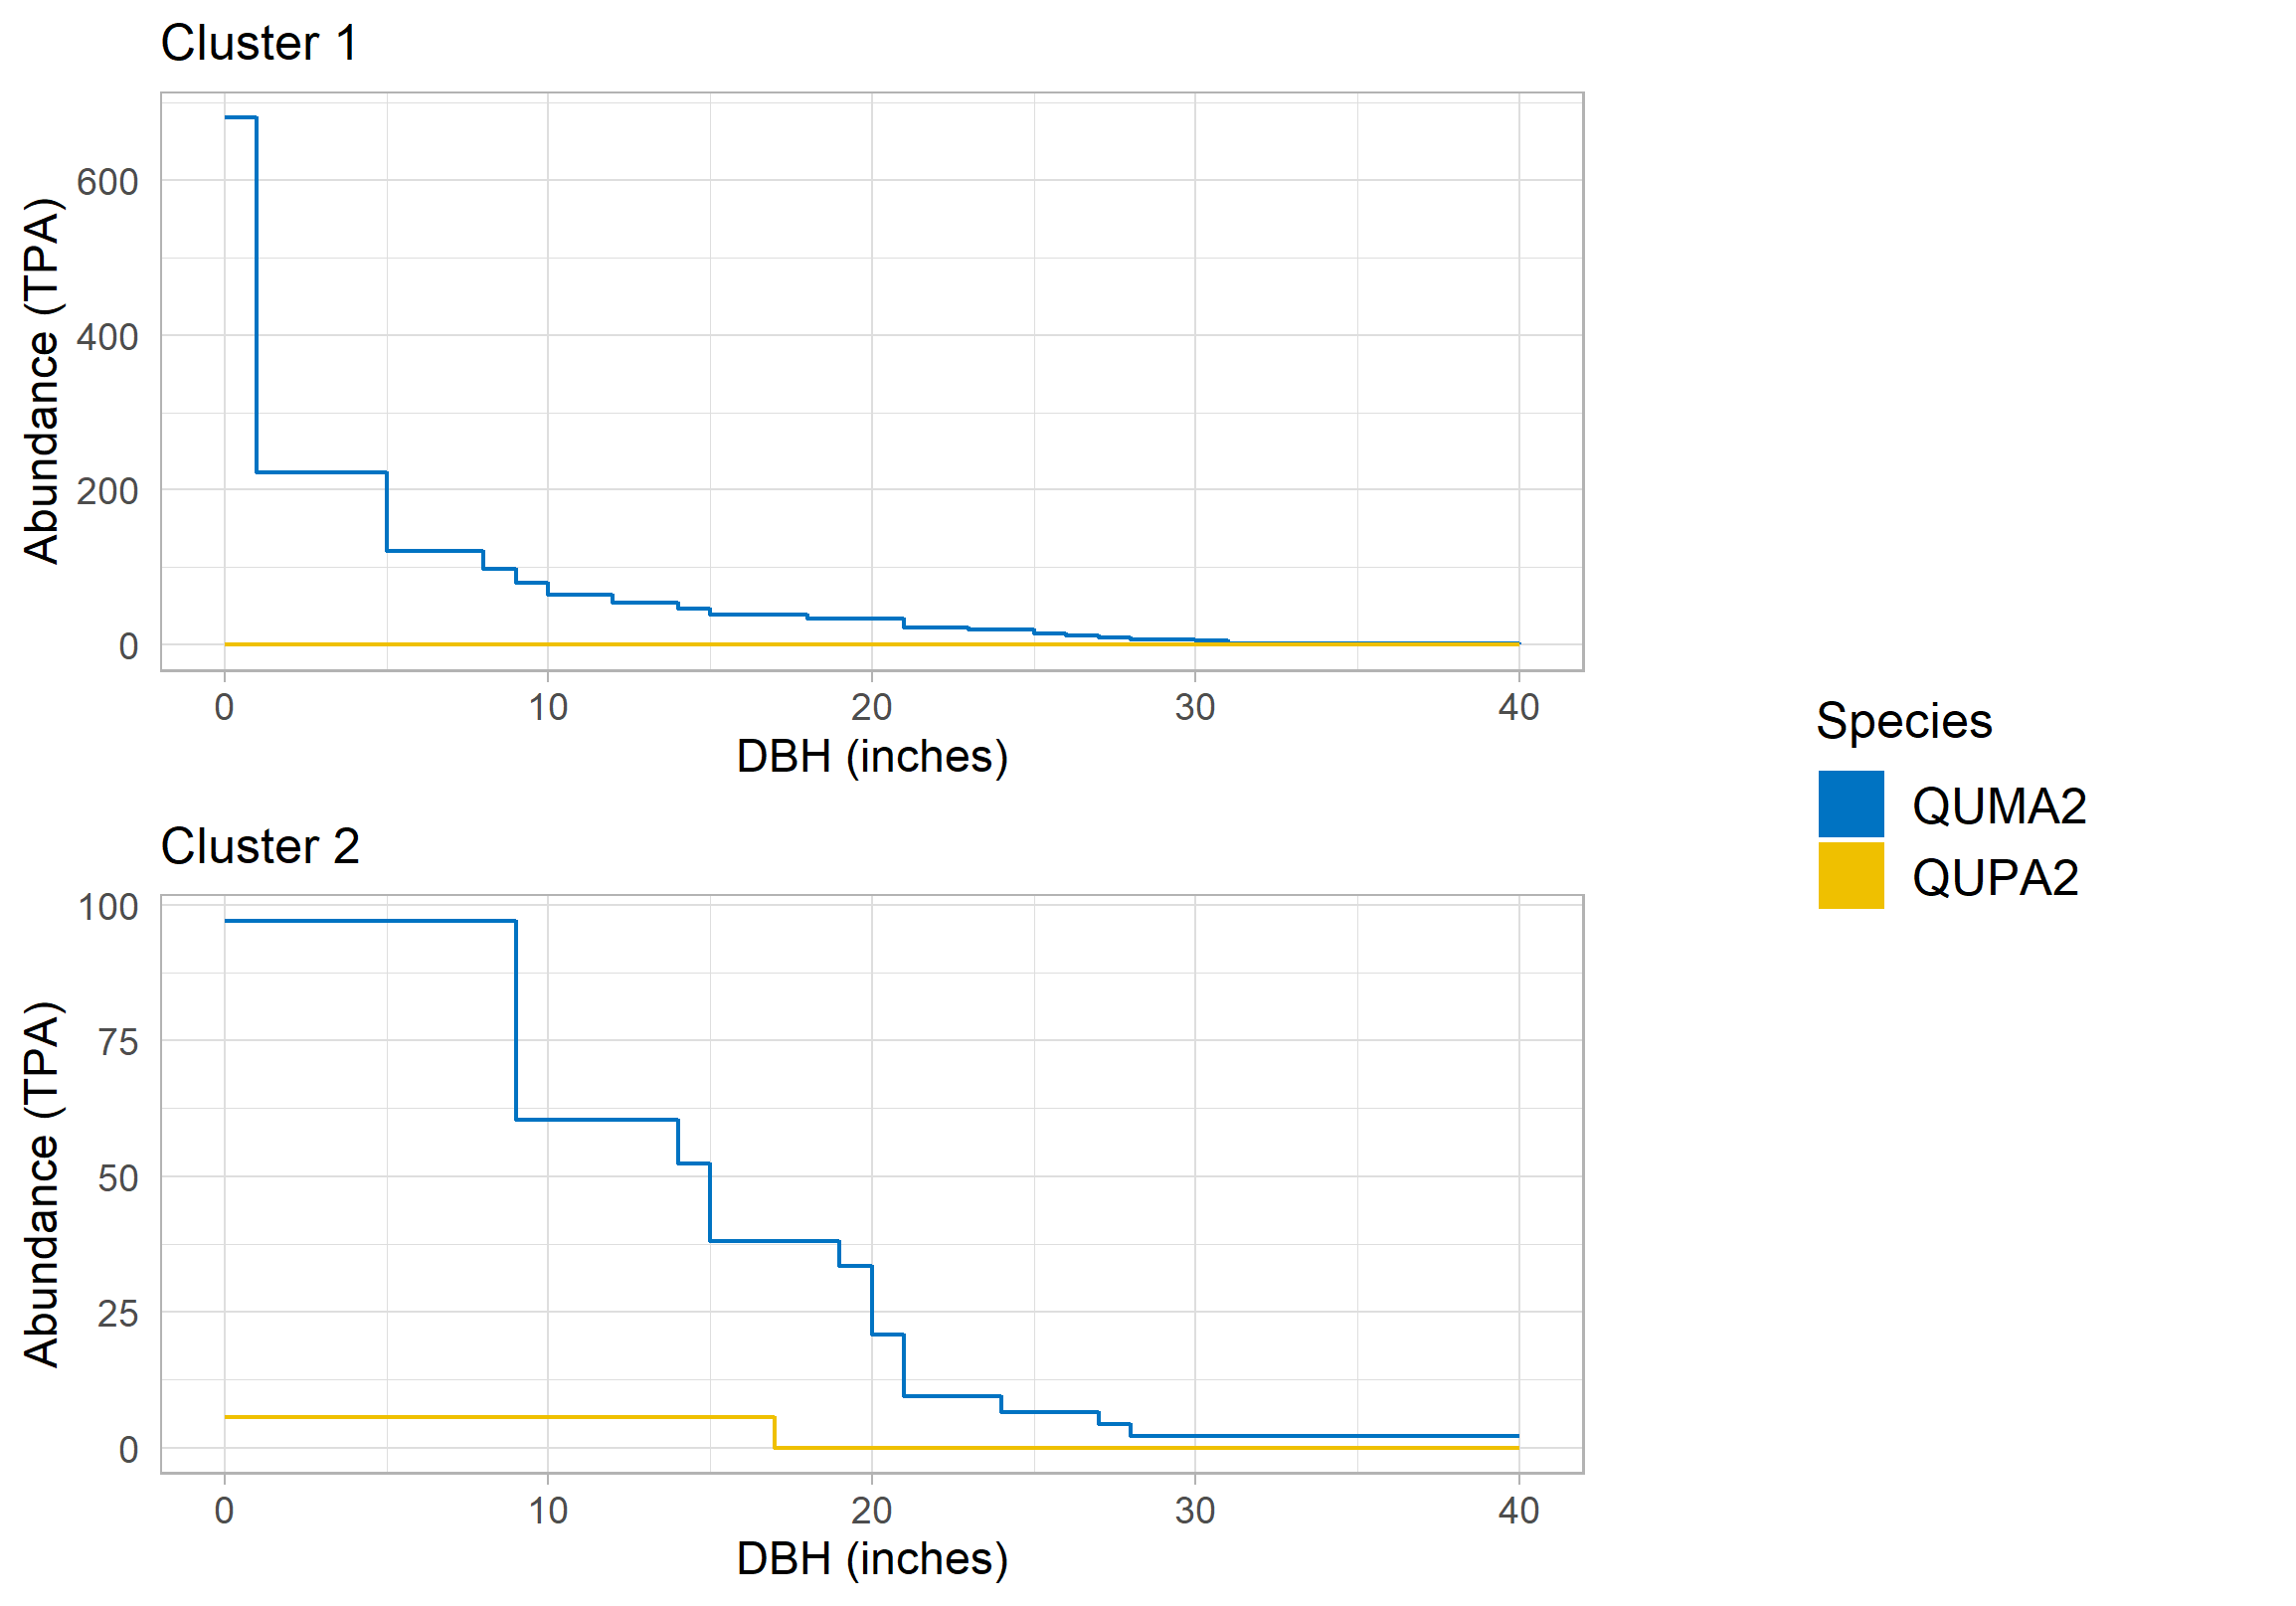 Cluster 1
Abundance (TPA)
600
400
200
0
0 10 20 30 40
DBH (inches)
Cluster 2
Abundance (TPA)
100
75
50
25
0
0 10 20 30 40
DBH (inches)
Species
QUMA2
QUPA2